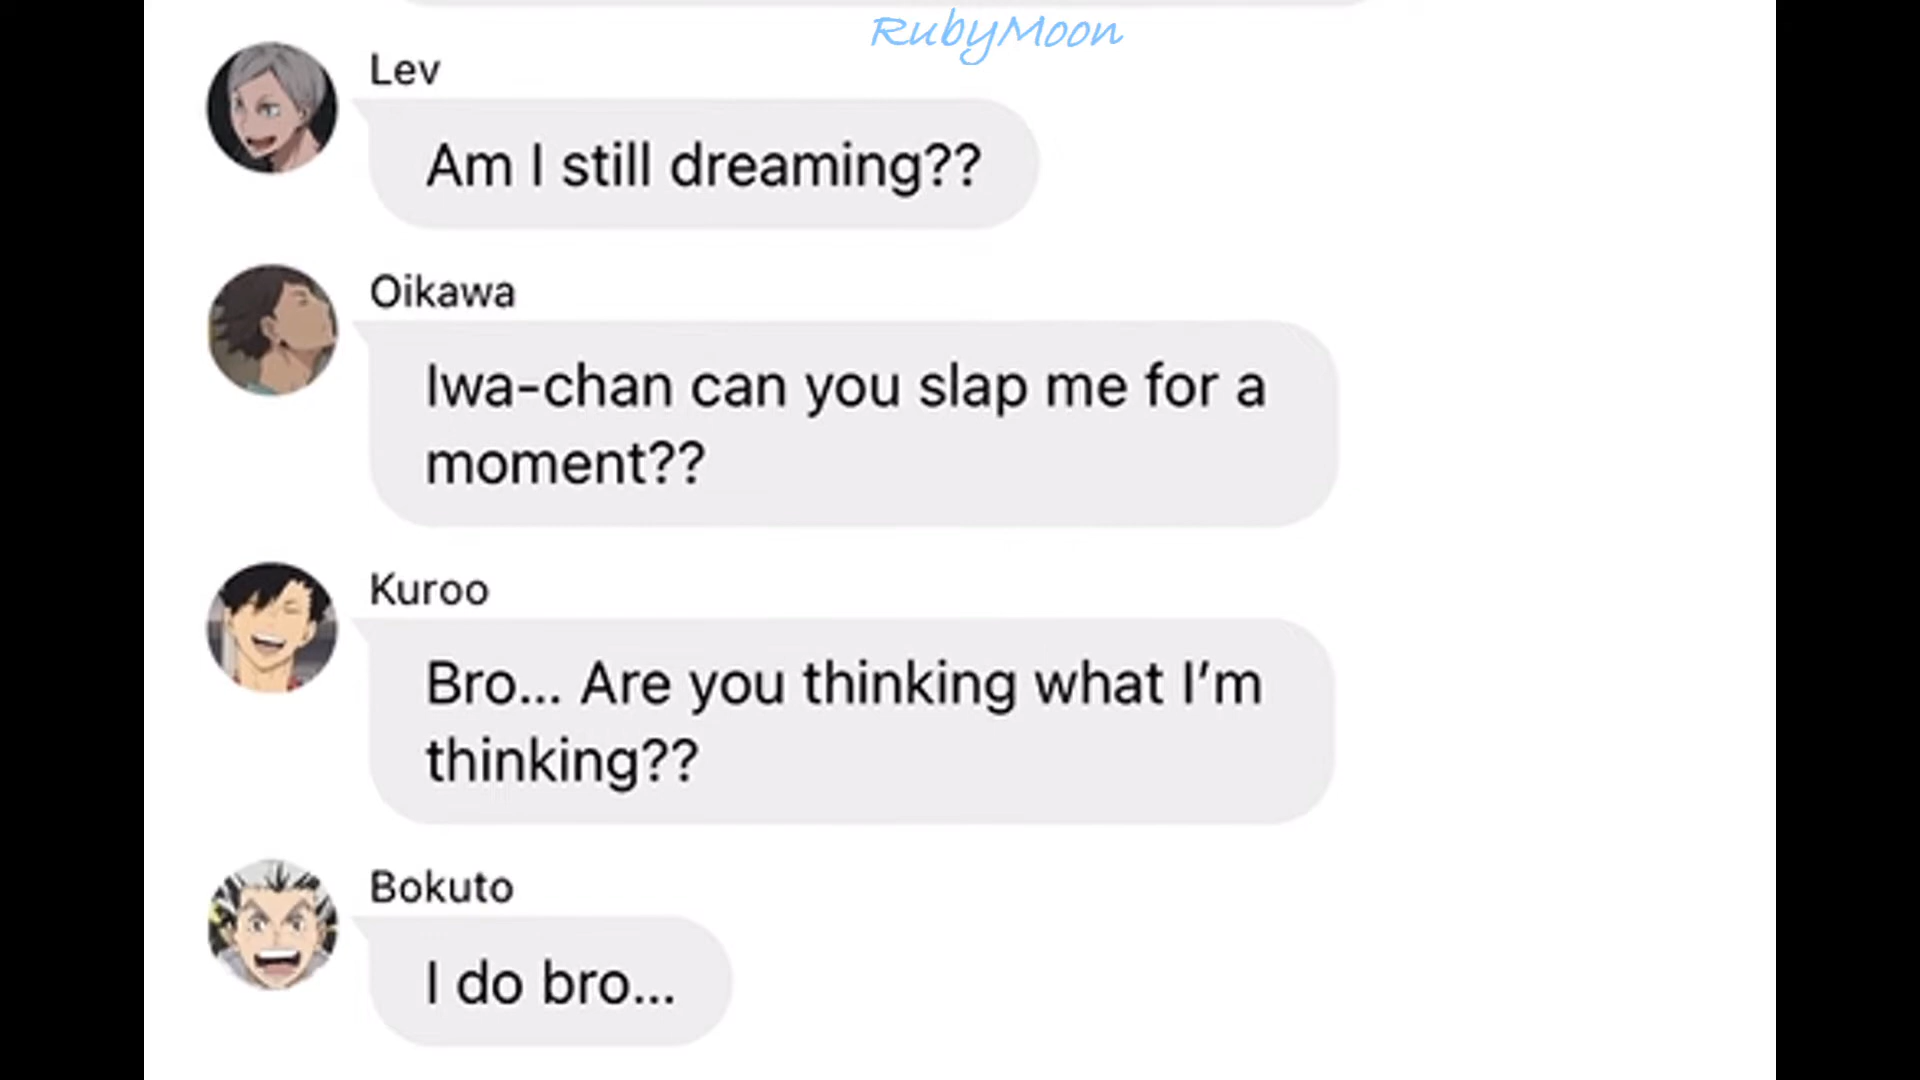 RubyMoon
Lev
Am I still dreaming??
Oikawa
Iwa-chan can you slap me for a
moment??
Kuroo
Bro... Are you thinking what I'm
thinking??
Bokuto
I do bro...